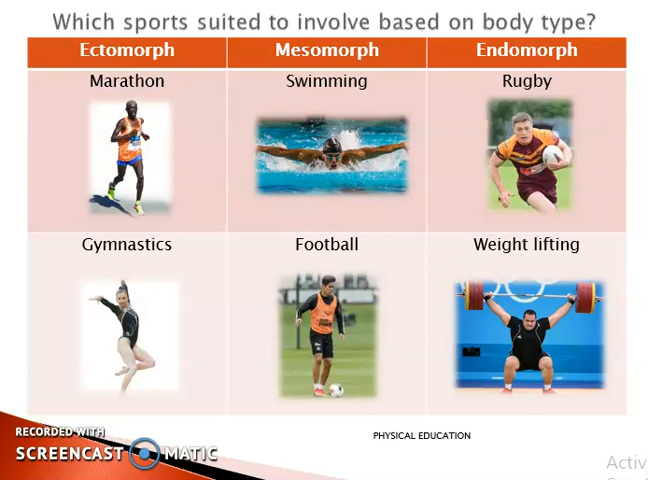 Which sports suited to involve based on body type?
Ectomorph Mesomorph Endomorph
Marathon Swimming Rugby
Gymnastics Football Weight lifting
RECORDED WITH
SCREENCAST MATIC
PHYSICAL EDUCATION
Activ